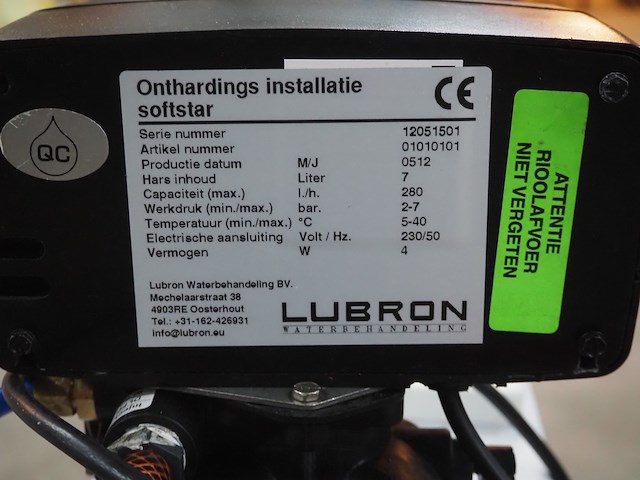 Onthardings installatie
softstar
CE
Serie nummer 12051501
Artikel nummer 01010101
Productie datum M/J 0512
Hars inhoud Liter 7
Capaciteit (max.) l./h. 280
Werkdruk (min./max.) bar. 2-7
Temperatuur (min./max.) °C 5-40
Electrische aansluiting Volt / Hz. 230/50
Vermogen W 4
Lubron Waterbehandeling BV.
Mechelaarstraat 38
4903RE Oosterhout
Tel.: +31-162-426931
info@lubron.eu
LUBRON
WATERBEHANDELING
QC
ATTENTIE
RIOOLAFVOER
NIET VERGETEN